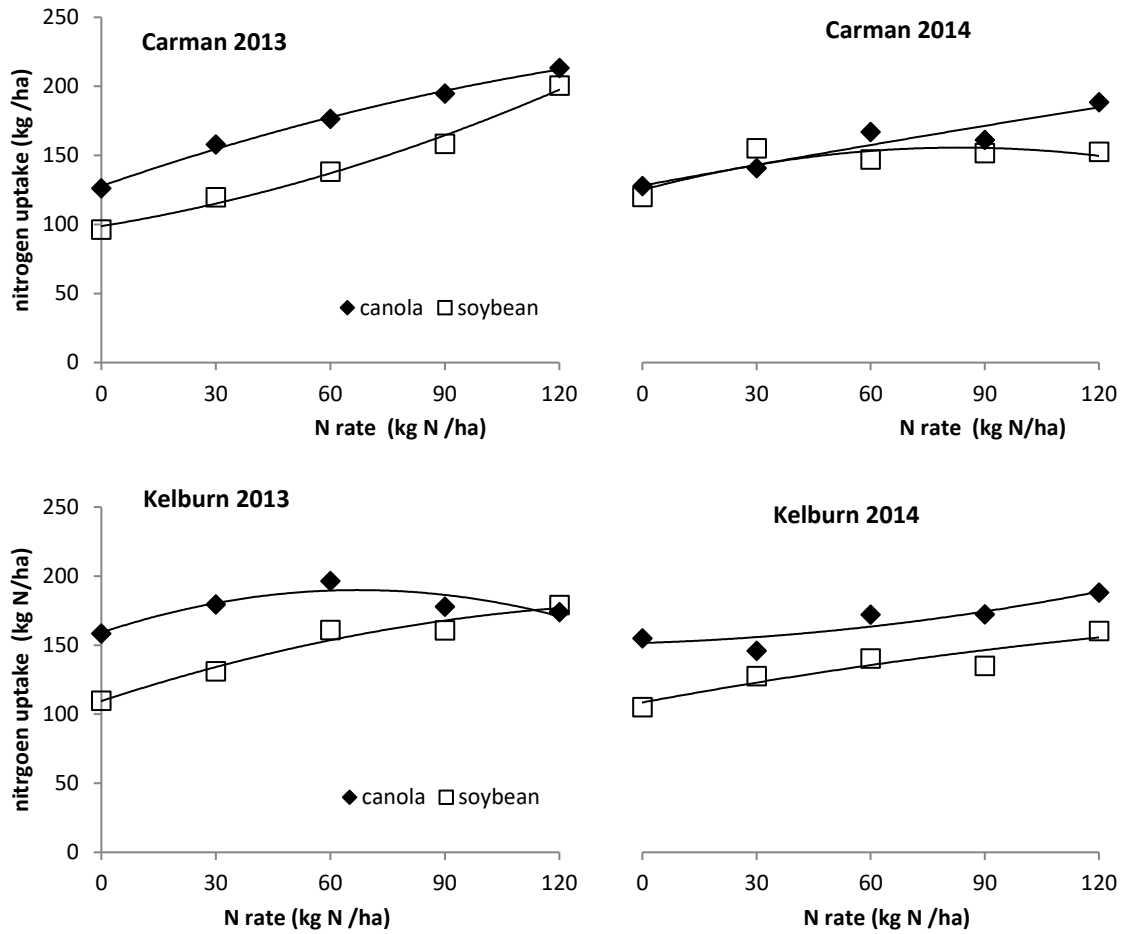 Carman 2013
250
200
150
100
50
0
nitrogen uptake (kg /ha)
canola soybean
0 30 60 90 120
N rate (kg N /ha)
Carman 2014
0 30 60 90 120
N rate (kg N/ha)
Kelburn 2013
250
200
150
100
50
0
nitrgoen uptake (kg N/ha)
canola soybean
0 30 60 90 120
N rate (kg N /ha)
Kelburn 2014
0 30 60 90 120
N rate (kg N /ha)